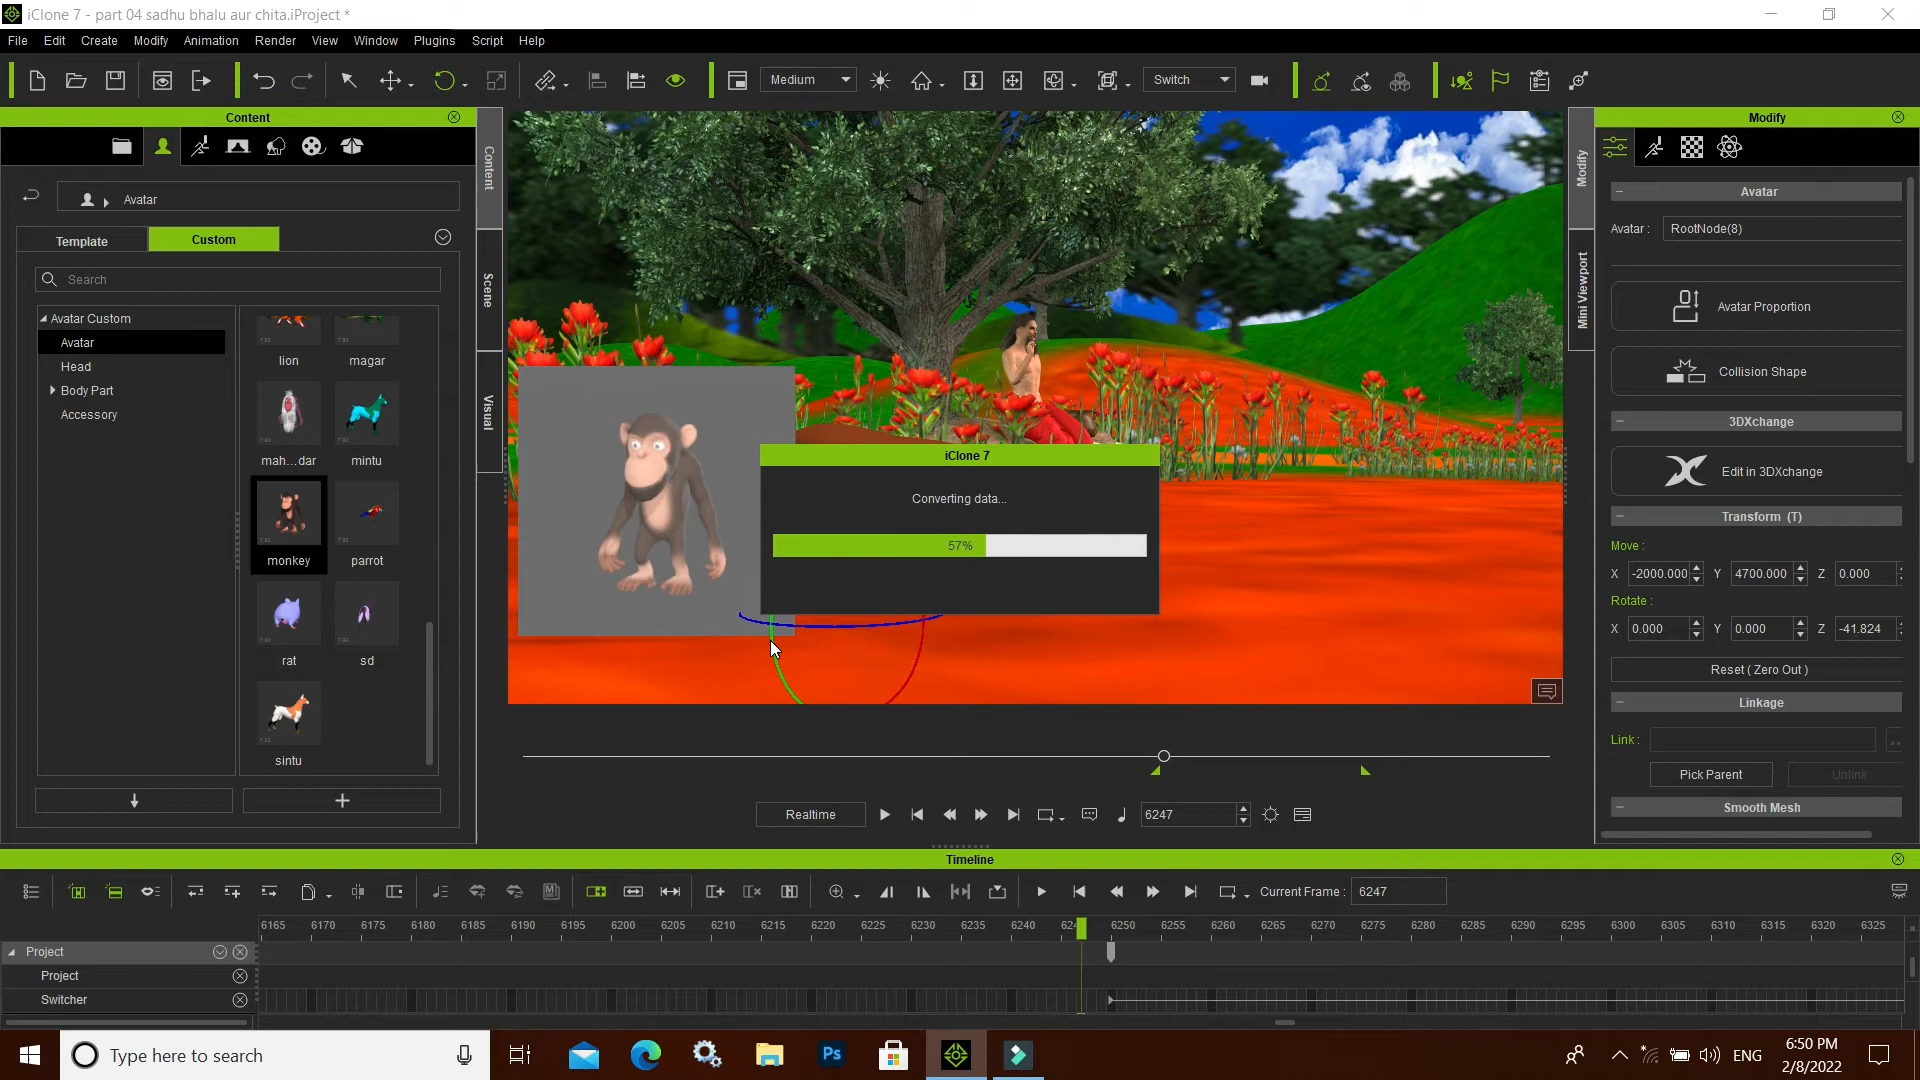 iClone 7 - part 04 sadhu bhalu aur chita.iProject *
File Edit Create Modify Animation Render View Window Plugins Script Help
Medium
Switch
Content
Avatar
Template Custom
Search
Avatar Custom
Avatar
Head
Body Part
Accessory
lion magar
mah...dar mintu
monkey parrot
rat sd
sintu
Content
Scene
Visual
iClone 7
Converting data...
57%
Realtime
6247
Modify
Mini Viewport
Modify
Avatar
Avatar : RootNode(8)
Avatar Proportion
Collision Shape
3DXchange
Edit in 3DXchange
Transform (T)
Move :
X -2000.000 Y 4700.000 Z 0.000
Rotate :
X 0.000 Y 0.000 Z -41.824
Reset ( Zero Out )
Linkage
Link :
Pick Parent Unlink
Smooth Mesh
Timeline
Current Frame : 6247
6165 6170 6175 6180 6185 6190 6195 6200 6205 6210 6215 6220 6225 6230 6235 6240 6250 6255 6260 6265 6270 6275 6280 6285 6290 6295 6300 6305 6310 6315 6320 6325
Project
Project
Switcher
Type here to search
Ps
ENG
6:50 PM
2/8/2022